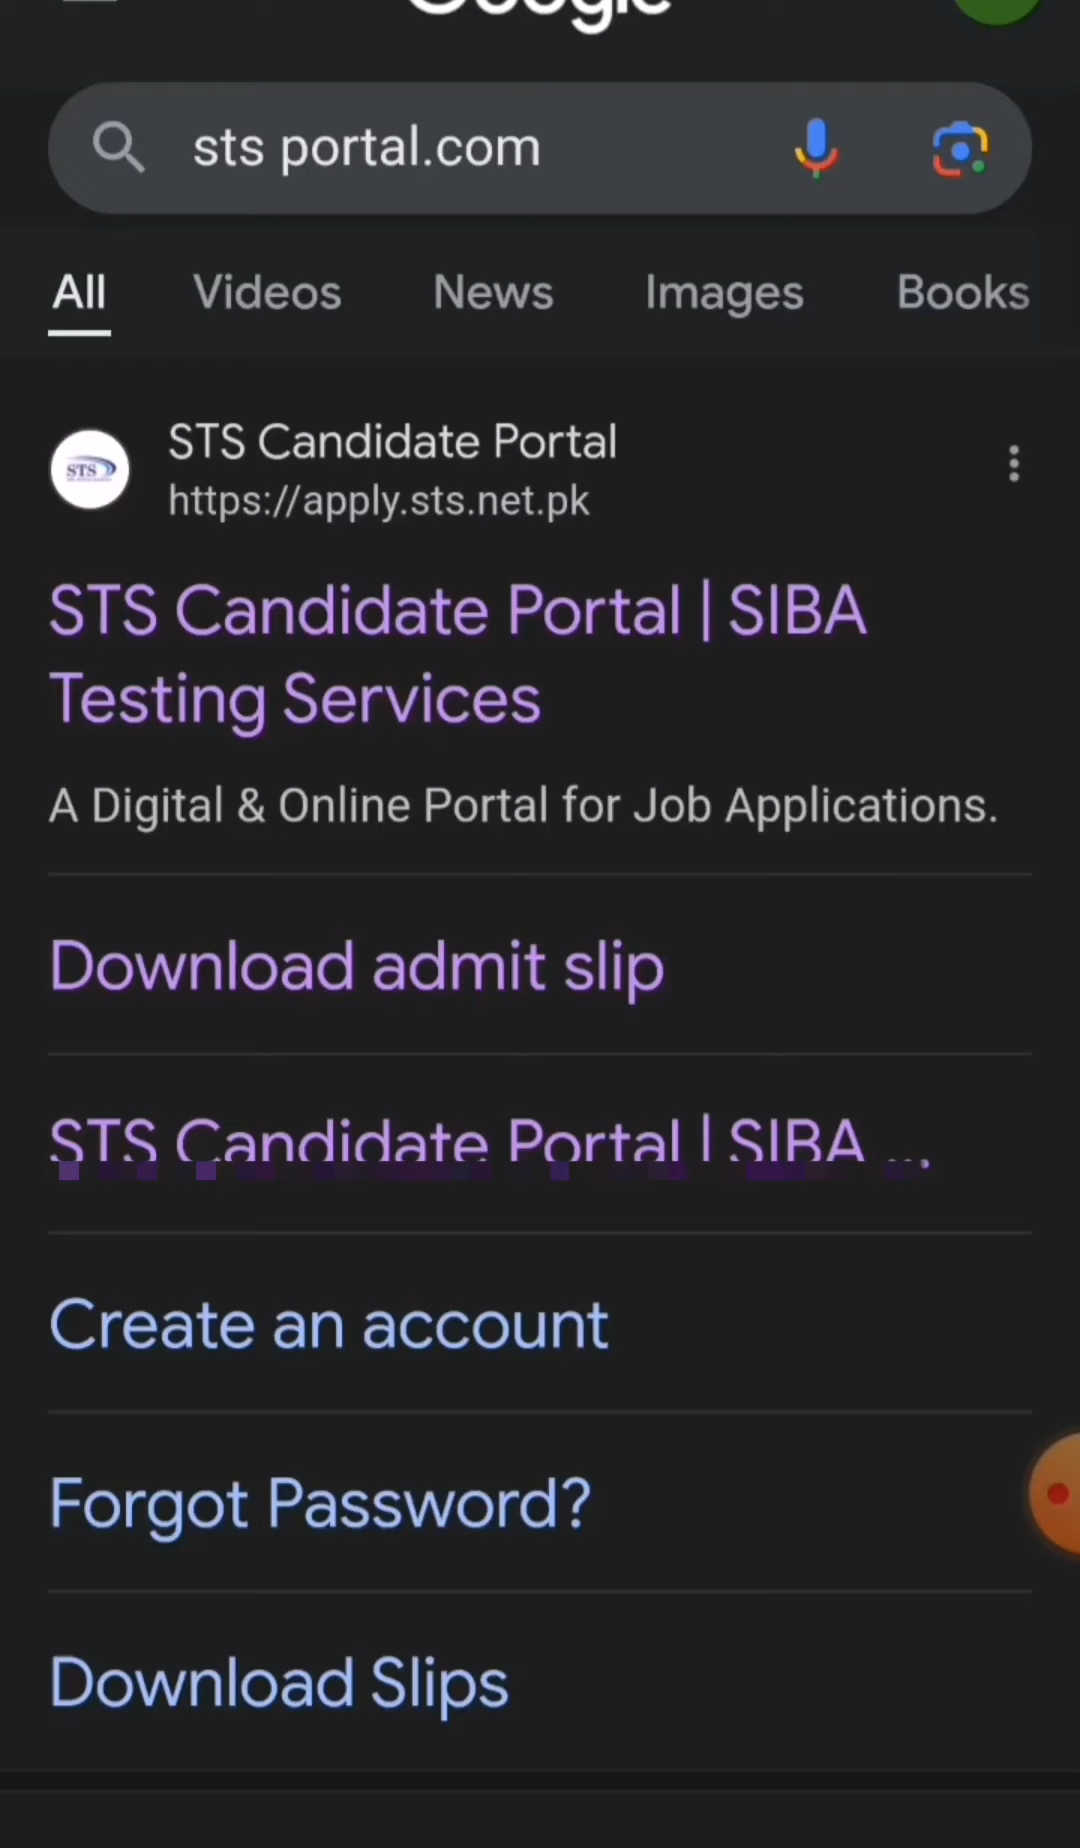 Google
sts portal.com
All Videos News Images Books
STS
STS Candidate Portal
https://apply.sts.net.pk
STS Candidate Portal | SIBA
Testing Services
A Digital & Online Portal for Job Applications.
Download admit slip
STS Candidate Portal | SIBA ...
Create an account
Forgot Password?
Download Slips